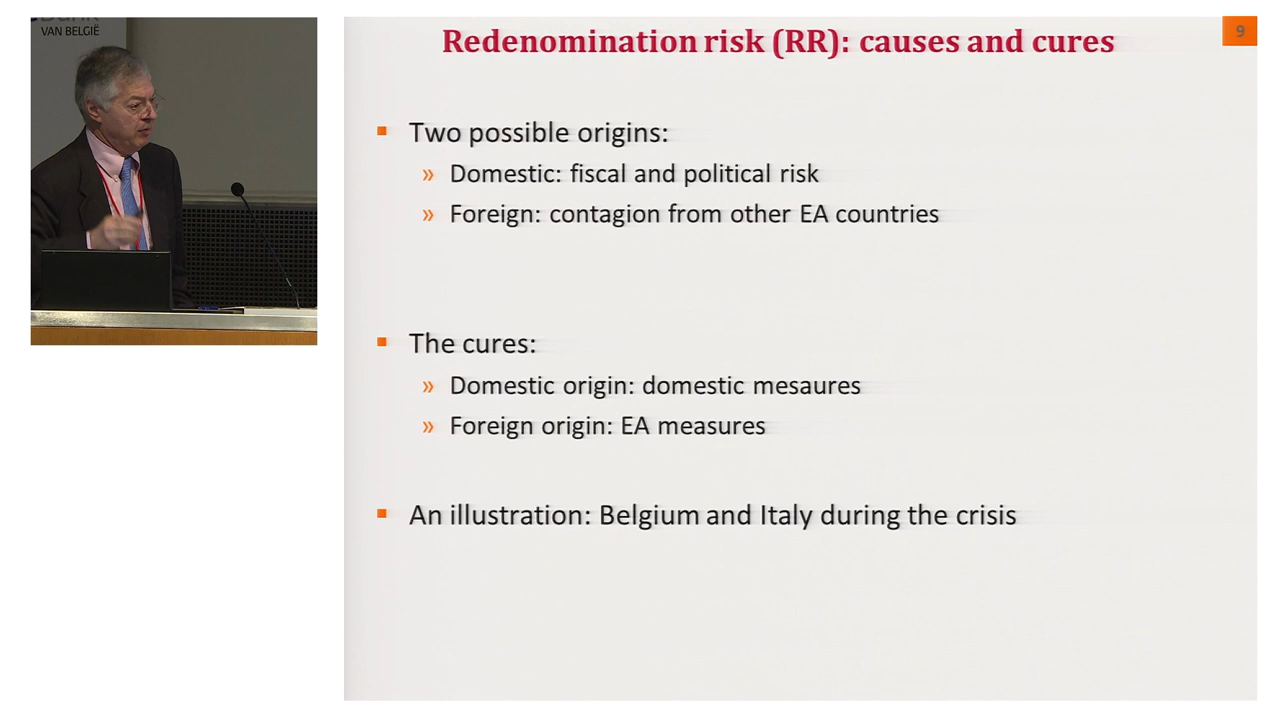 VAN BELGIË
Redenomination risk (RR): causes and cures
9
Two possible origins:
» Domestic: fiscal and political risk
» Foreign: contagion from other EA countries
The cures:
» Domestic origin: domestic mesaures
» Foreign origin: EA measures
An illustration: Belgium and Italy during the crisis